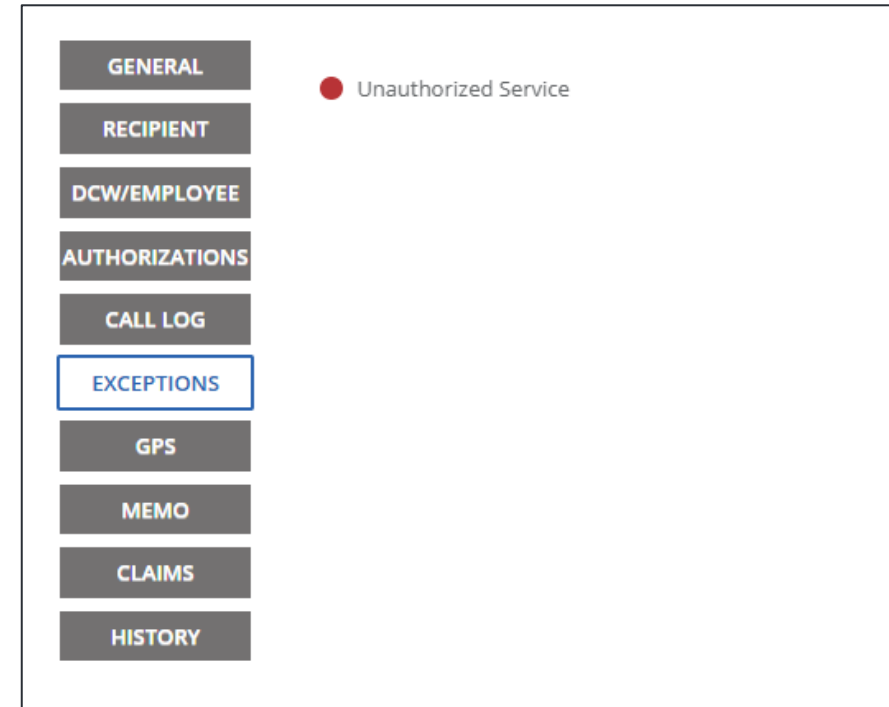 GENERAL
Unauthorized Service
RECIPIENT
DCW/EMPLOYEE
AUTHORIZATIONS
CALL LOG
EXCEPTIONS
GPS
MEMO
CLAIMS
HISTORY